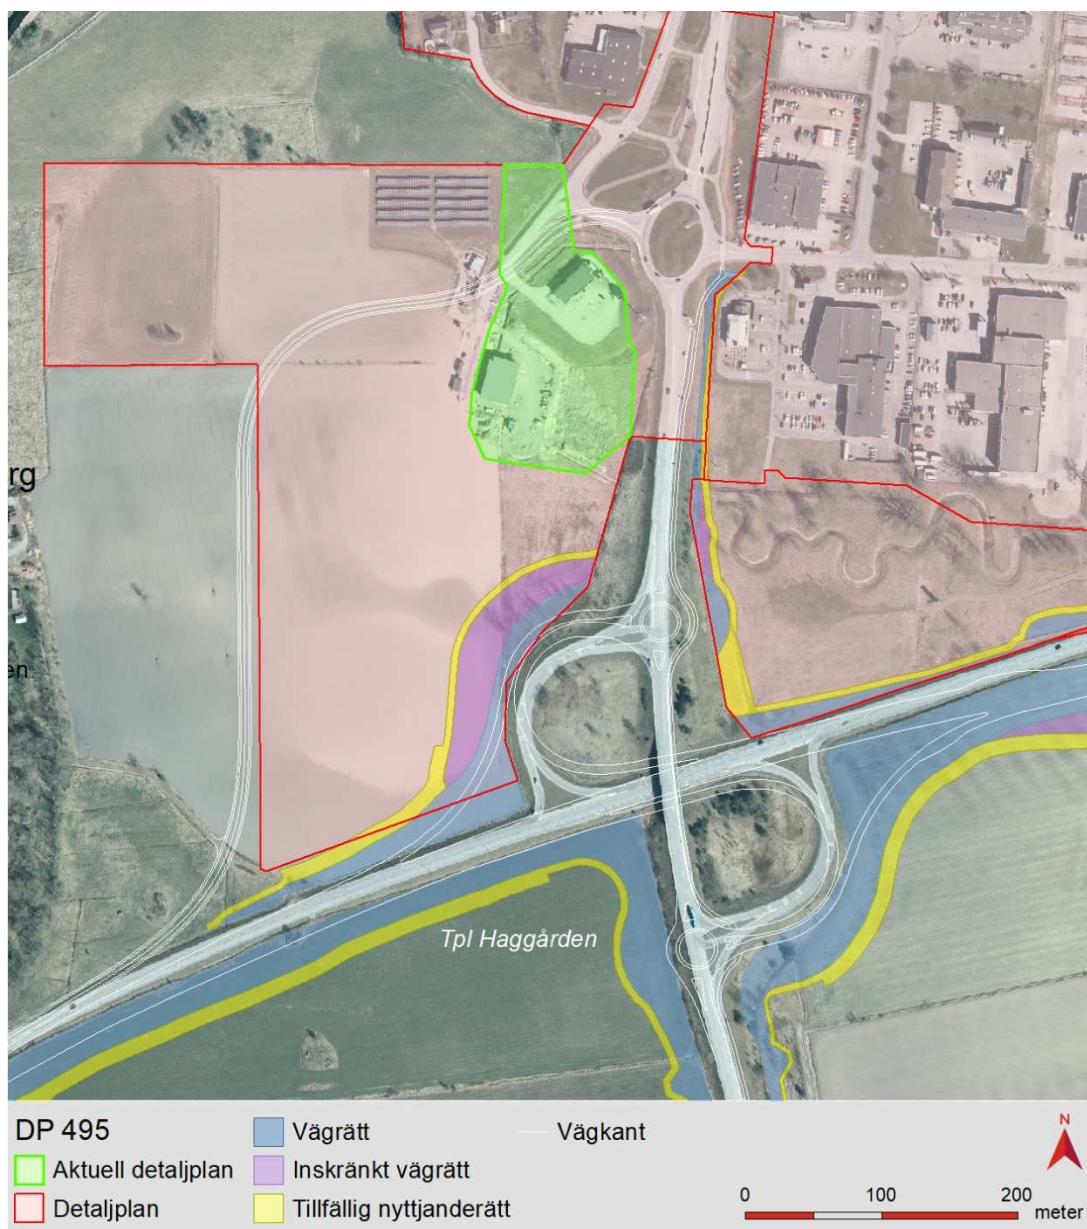 rg
en
Tpl Haggården
DP 495
Aktuell detaljplan
Detaljplan
Vägrätt
Inskränkt vägrätt
Tillfällig nyttjanderätt
Vägkant
N
0 100 200
meter